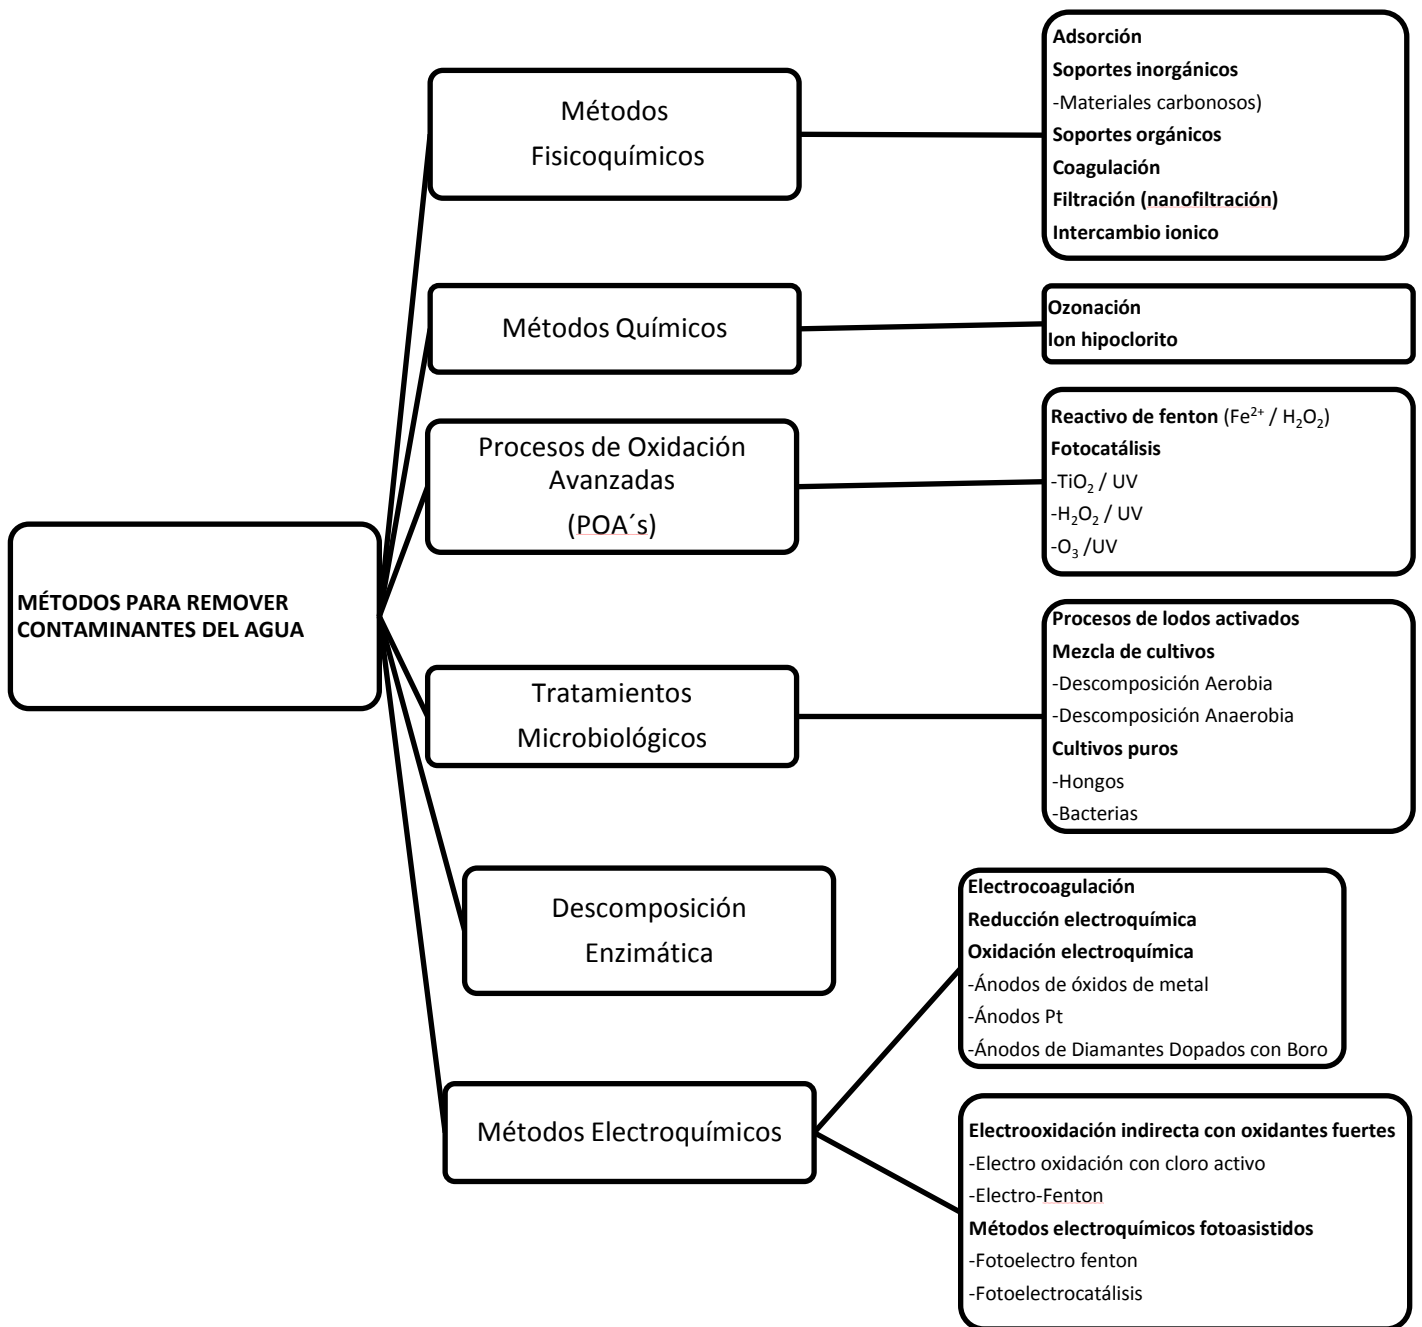 MÉTODOS PARA REMOVER
CONTAMINANTES DEL AGUA
Métodos
Fisicoquímicos
Adsorción
Soportes inorgánicos
-Materiales carbonosos)
Soportes orgánicos
Coagulación
Filtración (nanofiltración)
Intercambio ionico
Métodos Químicos
Ozonación
Ion hipoclorito
Procesos de Oxidación
Avanzadas
(POA´s)
Reactivo de fenton (Fe²⁺ / H₂O₂)
Fotocatálisis
-TiO₂ / UV
-H₂O₂ / UV
-O₃ /UV
Tratamientos
Microbiológicos
Procesos de lodos activados
Mezcla de cultivos
-Descomposición Aerobia
-Descomposición Anaerobia
Cultivos puros
-Hongos
-Bacterias
Descomposición
Enzimática
Métodos Electroquímicos
Electrocoagulación
Reducción electroquímica
Oxidación electroquímica
-Ánodos de óxidos de metal
-Ánodos Pt
-Ánodos de Diamantes Dopados con Boro
Electrooxidación indirecta con oxidantes fuertes
-Electro oxidación con cloro activo
-Electro-Fenton
Métodos electroquímicos fotoasistidos
-Fotoelectro fenton
-Fotoelectrocatálisis